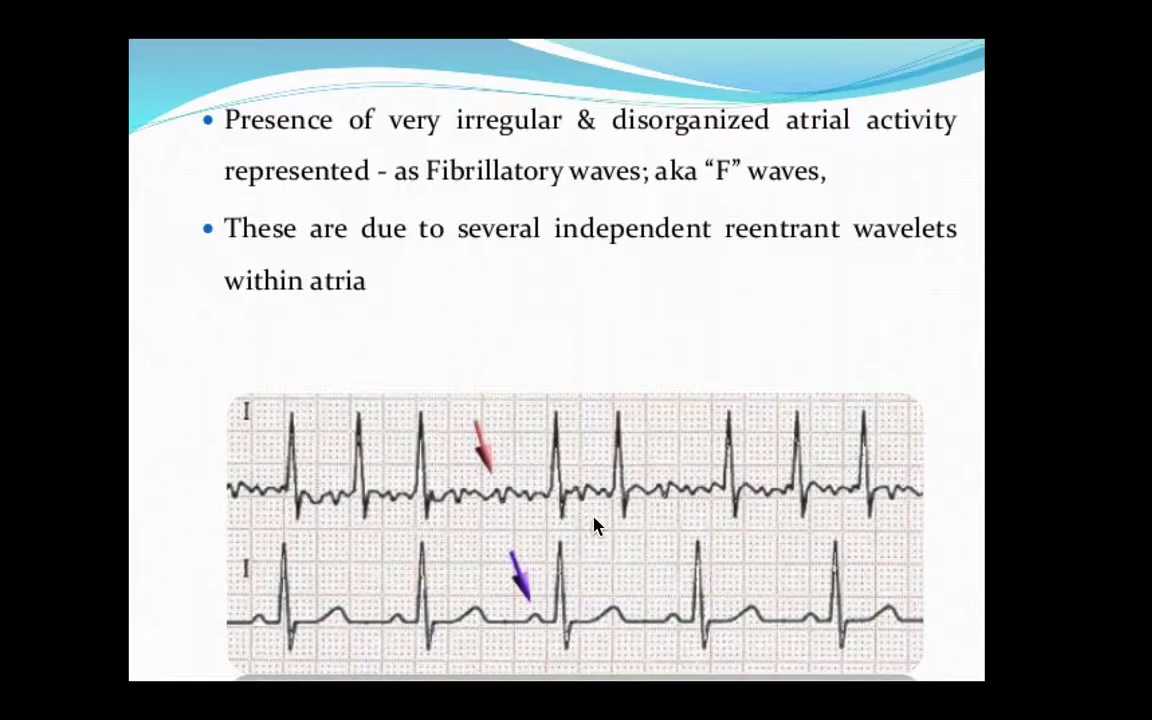 Presence of very irregular & disorganized atrial activity
represented - as Fibrillatory waves; aka “F” waves,
These are due to several independent reentrant wavelets
within atria
I
I